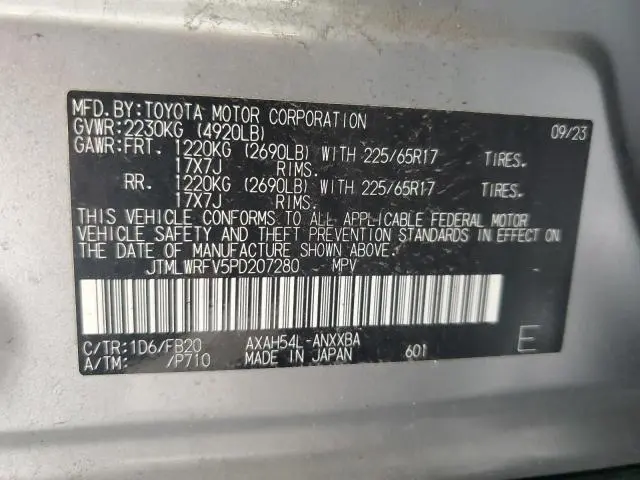 MFD.BY:TOYOTA MOTOR CORPORATION 09/23
GVWR:2230KG (4920LB)
GAWR:FRT. 1220KG (2690LB) WITH 225/65R17 TIRES.
17X7J RIMS.
RR. 1220KG (2690LB) WITH 225/65R17 TIRES.
17X7J RIMS.
THIS VEHICLE CONFORMS TO ALL APPLICABLE FEDERAL MOTOR
VEHICLE SAFETY AND THEFT PREVENTION STANDARDS IN EFFECT ON
THE DATE OF MANUFACTURE SHOWN ABOVE.
JTMLWRFV5PD207280 MPV
C/TR:1D6/FB20 AXAH54L-ANXXBA
A/TM: /P710 MADE IN JAPAN 601 E